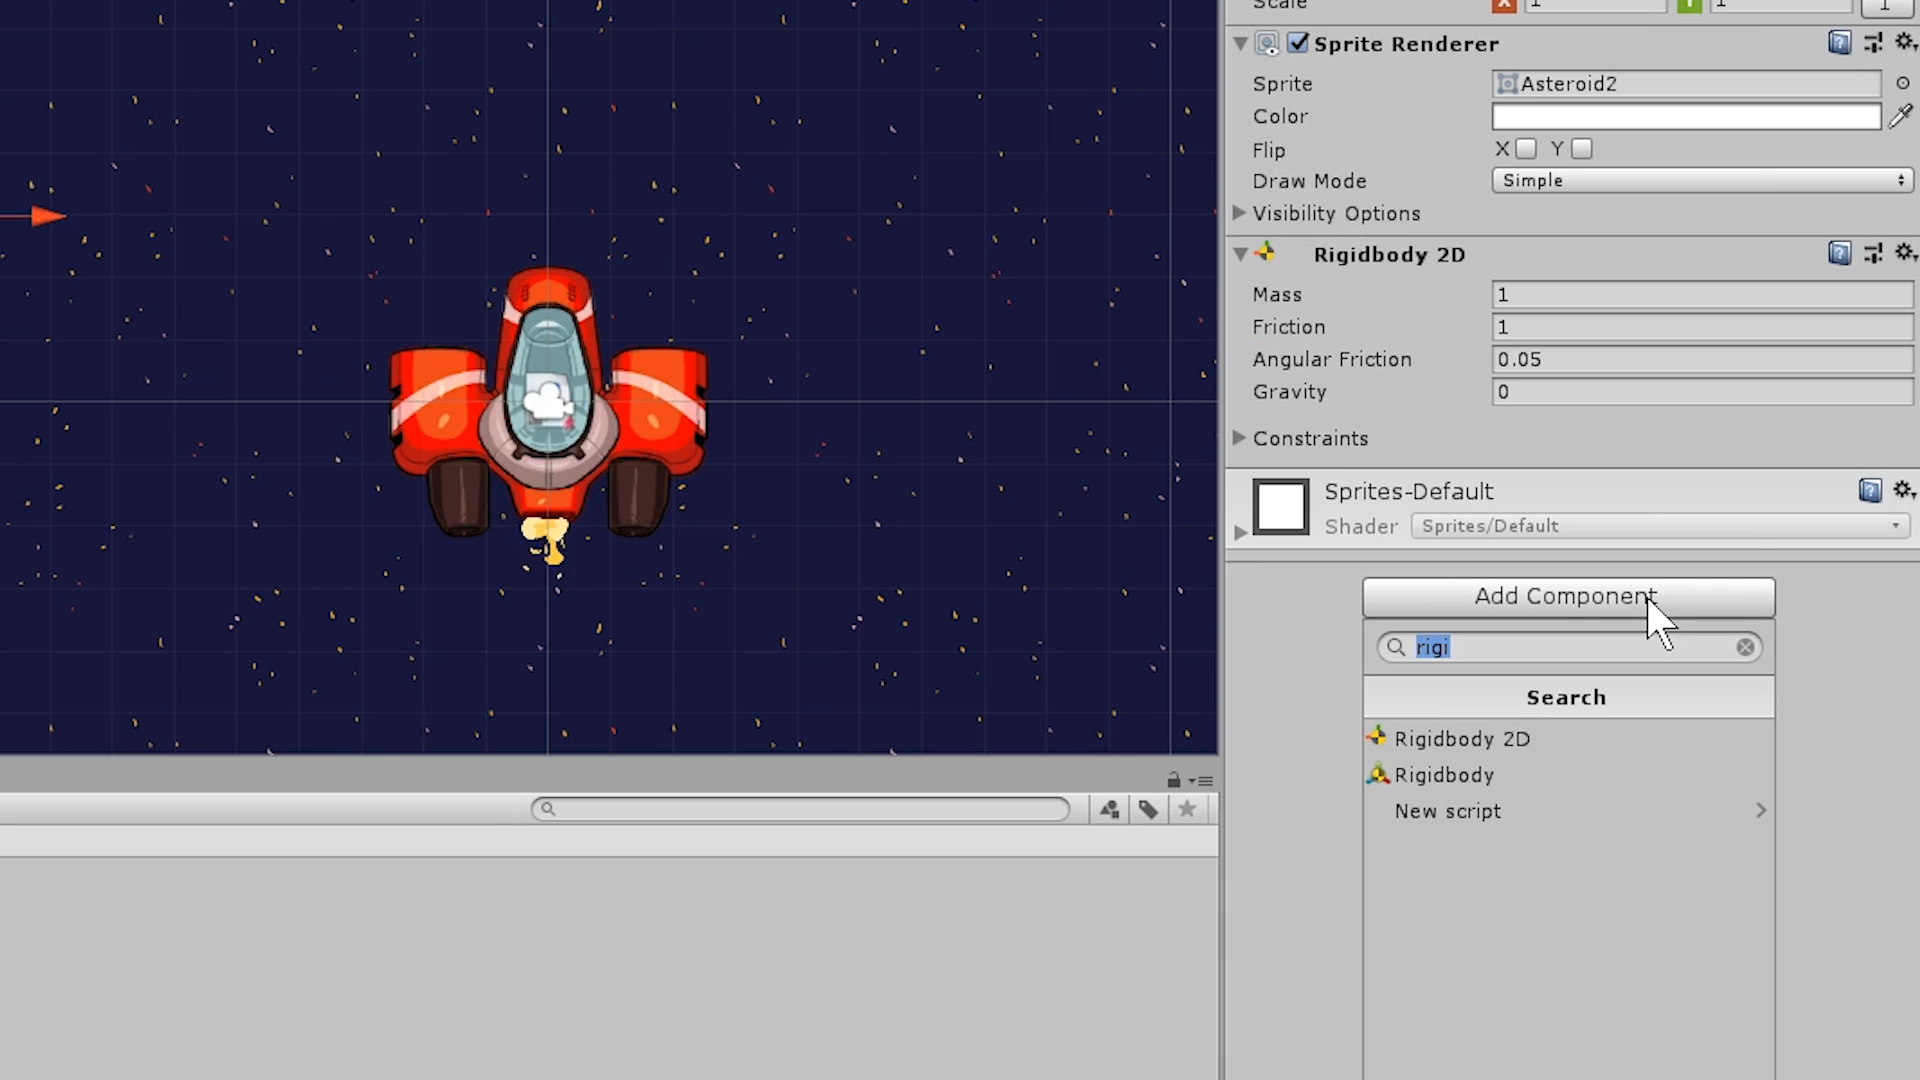 Scale X 1 Y 1
Sprite Renderer
Sprite Asteroid2
Color
Flip X Y
Draw Mode Simple
Visibility Options
Rigidbody 2D
Mass 1
Friction 1
Angular Friction 0.05
Gravity 0
Constraints
Sprites-Default
Shader Sprites/Default
Add Component
rigi
Search
Rigidbody 2D
Rigidbody
New script